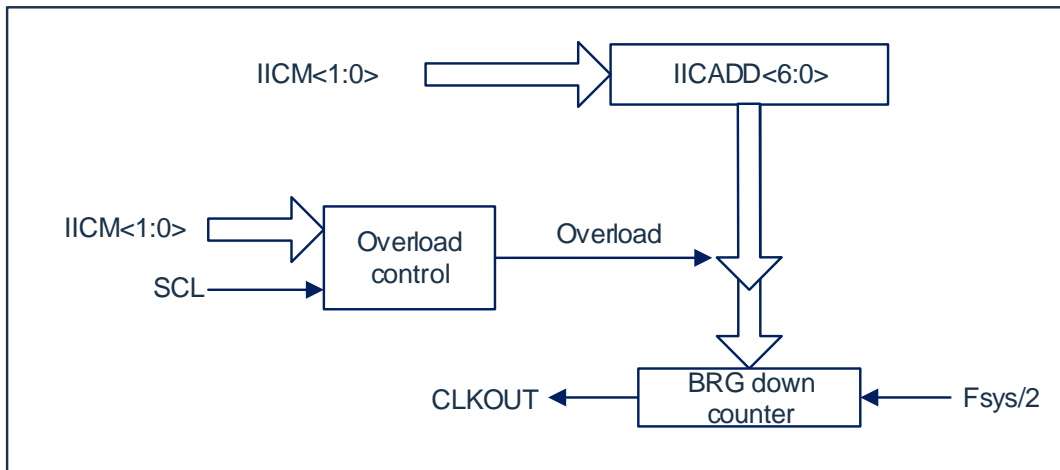 IICM<1:0>
IICADD<6:0>
IICM<1:0>
SCL
Overload
control
Overload
CLKOUT
BRG down
counter
Fsys/2